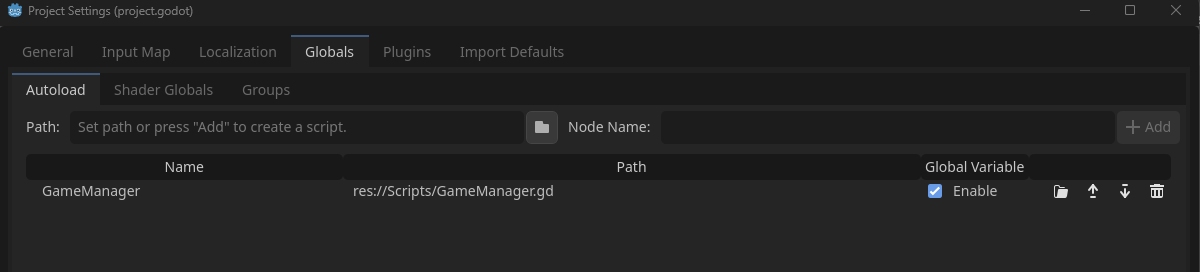 Project Settings (project.godot)
General Input Map Localization Globals Plugins Import Defaults
Autoload Shader Globals Groups
Path: Set path or press "Add" to create a script. Node Name: Add
Name Path Global Variable
GameManager res://Scripts/GameManager.gd Enable